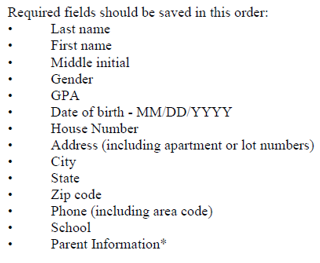 Required fields should be saved in this order:
• Last name
• First name
• Middle initial
• Gender
• GPA
• Date of birth - MM/DD/YYYY
• House Number
• Address (including apartment or lot numbers)
• City
• State
• Zip code
• Phone (including area code)
• School
• Parent Information*